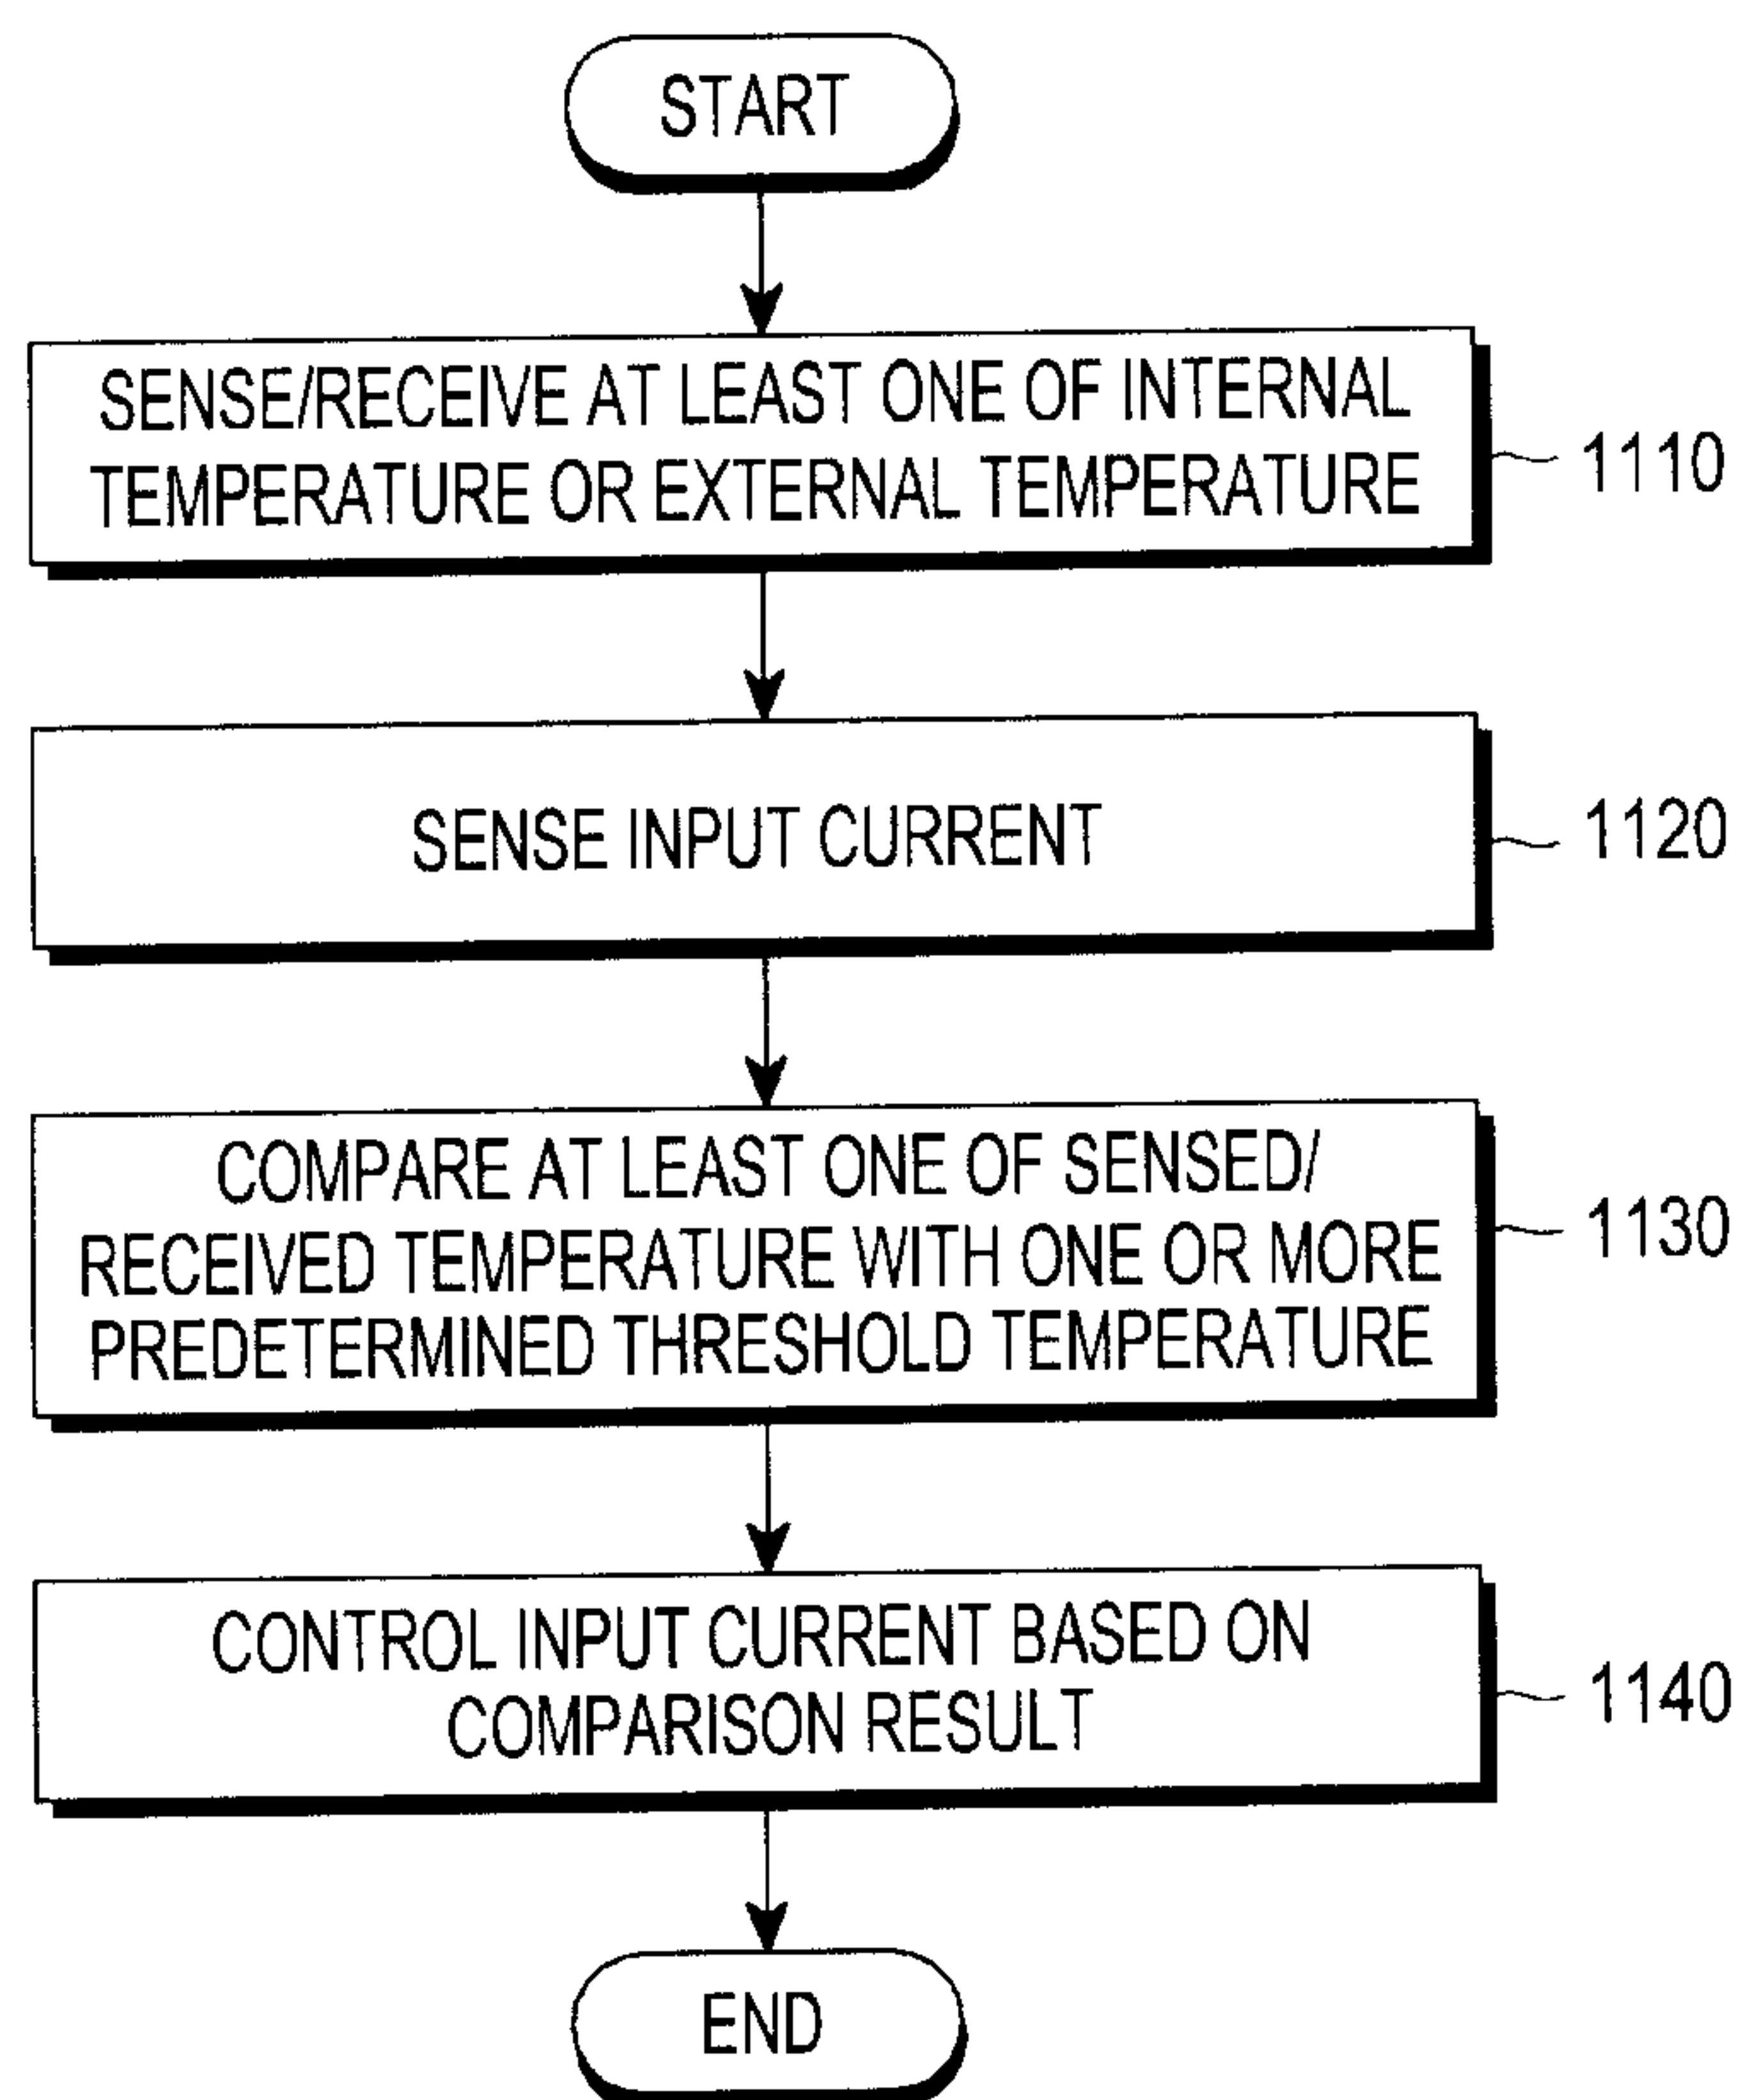 START
SENSE/RECEIVE AT LEAST ONE OF INTERNAL
TEMPERATURE OR EXTERNAL TEMPERATURE
1110
SENSE INPUT CURRENT
1120
COMPARE AT LEAST ONE OF SENSED/
RECEIVED TEMPERATURE WITH ONE OR MORE
PREDETERMINED THRESHOLD TEMPERATURE
1130
CONTROL INPUT CURRENT BASED ON
COMPARISON RESULT
1140
END